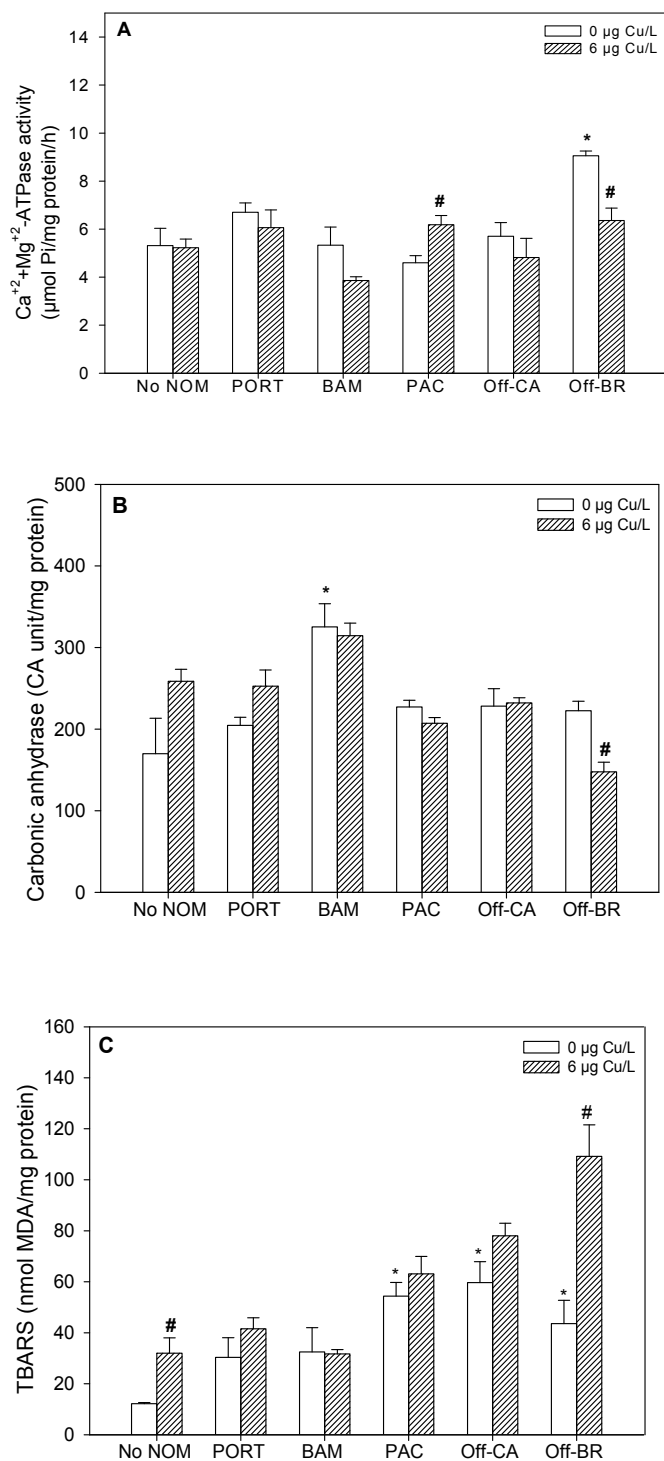 A
0 µg Cu/L
6 µg Cu/L
Ca⁺²+Mg⁺²-ATPase activity
(µmol Pi/mg protein/h)
14
12
10
8
6
4
2
0
#
*
#
No NOM PORT BAM PAC Off-CA Off-BR
B
0 µg Cu/L
6 µg Cu/L
Carbonic anhydrase (CA unit/mg protein)
500
400
300
200
100
0
*
#
No NOM PORT BAM PAC Off-CA Off-BR
C
0 µg Cu/L
6 µg Cu/L
TBARS (nmol MDA/mg protein)
160
140
120
100
80
60
40
20
0
#
*
*
*
#
No NOM PORT BAM PAC Off-CA Off-BR